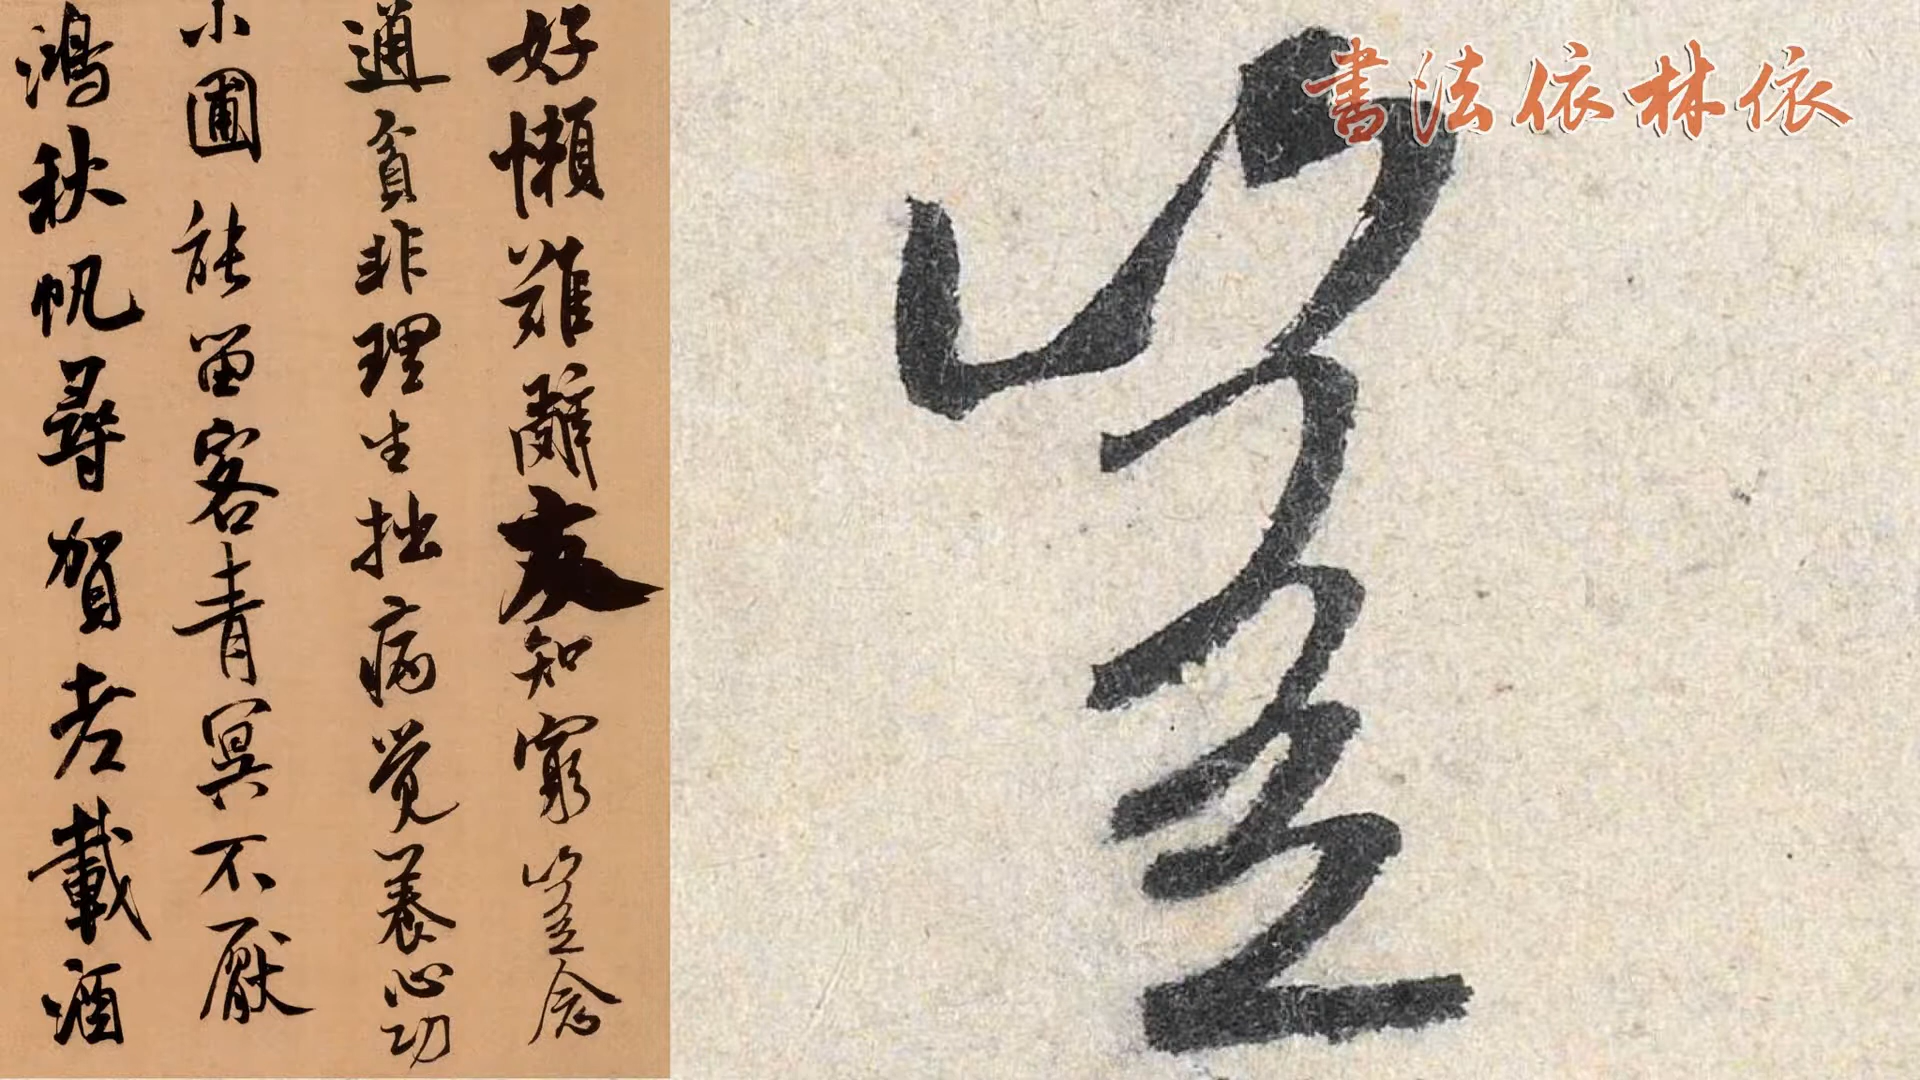 好懶難辭友知窮豈念
通貧非理生拙病覺養心功
小圃能留客青冥不厭
鴻秋帆尋賀老載酒
豈
書法依林依